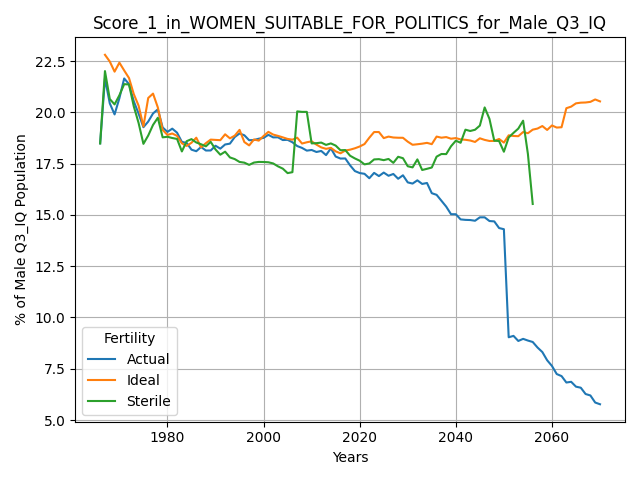 Score_1_in_WOMEN_SUITABLE_FOR_POLITICS_for_Male_Q3_IQ
% of Male Q3_IQ Population
22.5
20.0
17.5
15.0
12.5
10.0
7.5
5.0
Fertility
Actual
Ideal
Sterile
1980
2000
2020
2040
2060
Years